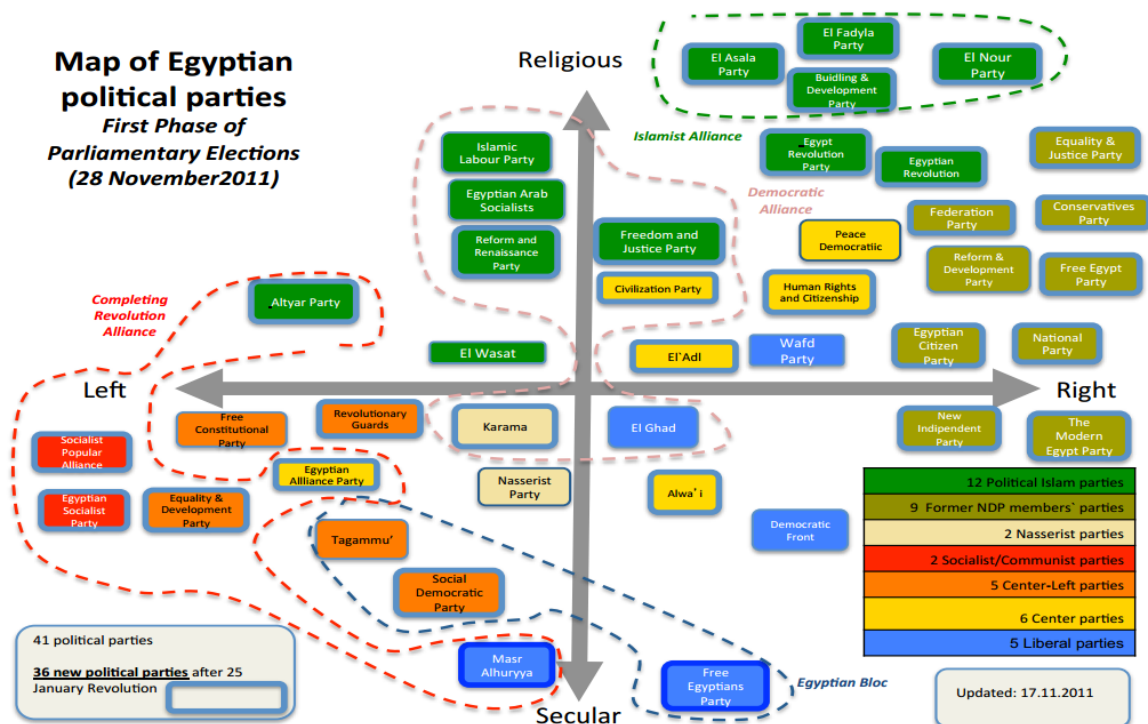 Map of Egyptian
political parties
First Phase of
Parliamentary Elections
(28 November2011)
Religious
El Fadyla
Party
El Asala
Party
El Nour
Party
Buidling &
Development
Party
Islamist Alliance
Islamic
Labour Party
Egypt
Revolution
Party
Egyptian
Revolution
Equality &
Justice Party
Egyptian Arab
Socialists
Democratic
Alliance
Federation
Party
Conservatives
Party
Reform and
Renaissance
Party
Freedom and
Justice Party
Peace
Democratiic
Reform &
Development
Party
Free Egypt
Party
Completing
Revolution
Alliance
Altyar Party
Civilization Party
Human Rights
and Citizenship
El Wasat
El`Adl
Wafd
Party
Egyptian
Citizen
Party
National
Party
Left
Right
Free
Constitutional
Party
Revolutionary
Guards
Karama
El Ghad
New
Indipendent
Party
The
Modern
Egypt Party
Socialist
Popular
Alliance
Egyptian
Allliance Party
Nasserist
Party
Alwa' i
Egyptian
Socialist
Party
Equality &
Development
Party
Tagammu'
Democratic
Front
Social
Democratic
Party
12 Political Islam parties
9 Former NDP members` parties
2 Nasserist parties
2 Socialist/Communist parties
5 Center-Left parties
6 Center parties
5 Liberal parties
41 political parties
36 new political parties after 25
January Revolution
Masr
Alhuryya
Free
Egyptians
Party
Egyptian Bloc
Updated: 17.11.2011
Secular